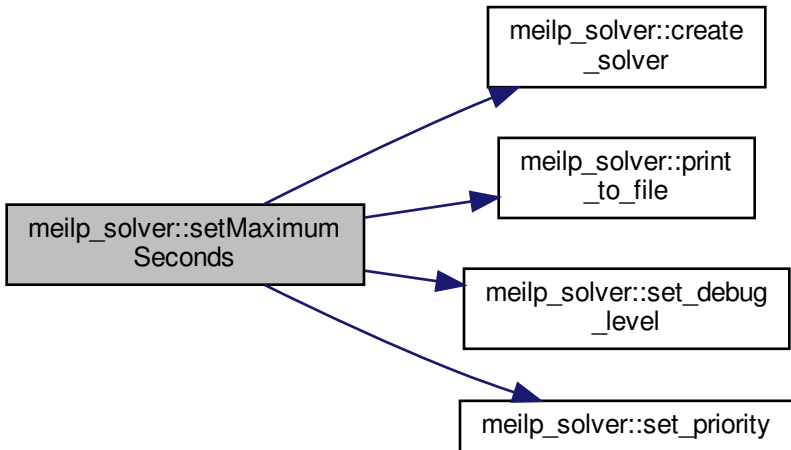 meilp_solver::create
_solver
meilp_solver::print
_to_file
meilp_solver::setMaximum
Seconds
meilp_solver::set_debug
_level
meilp_solver::set_priority